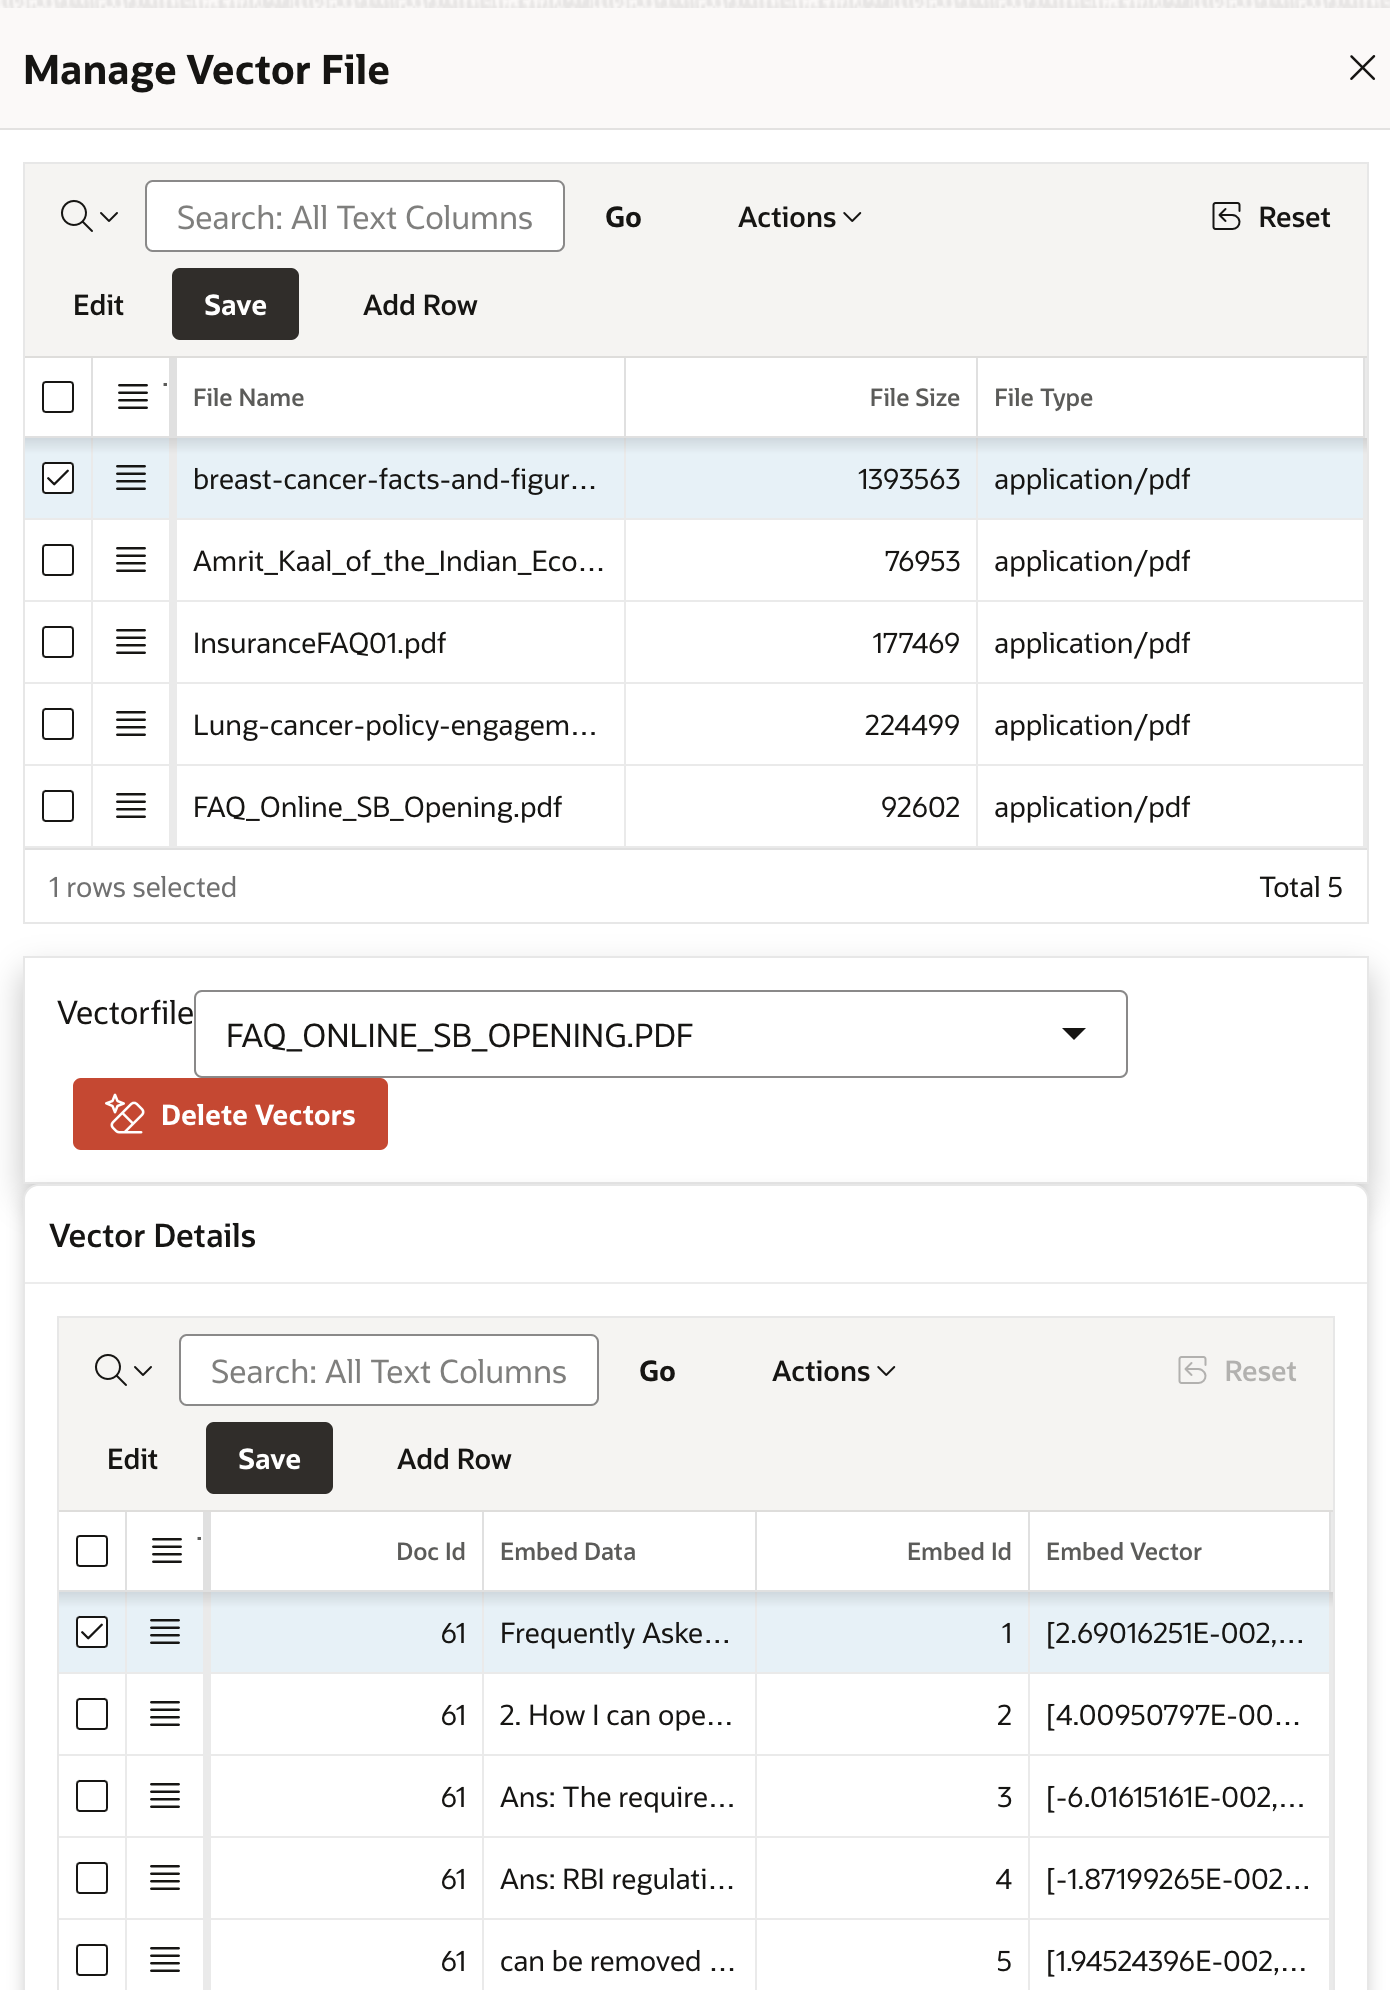 Manage Vector File
Search: All Text Columns Go Actions Reset
Edit Save Add Row
File Name File Size File Type
breast-cancer-facts-and-figur... 1393563 application/pdf
Amrit_Kaal_of_the_Indian_Eco... 76953 application/pdf
InsuranceFAQ01.pdf 177469 application/pdf
Lung-cancer-policy-engagem... 224499 application/pdf
FAQ_Online_SB_Opening.pdf 92602 application/pdf
1 rows selected Total 5
Vectorfile FAQ_ONLINE_SB_OPENING.PDF
Delete Vectors
Vector Details
Search: All Text Columns Go Actions Reset
Edit Save Add Row
Doc Id Embed Data Embed Id Embed Vector
61 Frequently Aske... 1 [2.69016251E-002,...
61 2. How I can ope... 2 [4.00950797E-00...
61 Ans: The require... 3 [-6.01615161E-002,...
61 Ans: RBI regulati... 4 [-1.87199265E-002...
61 can be removed ... 5 [1.94524396E-002,...